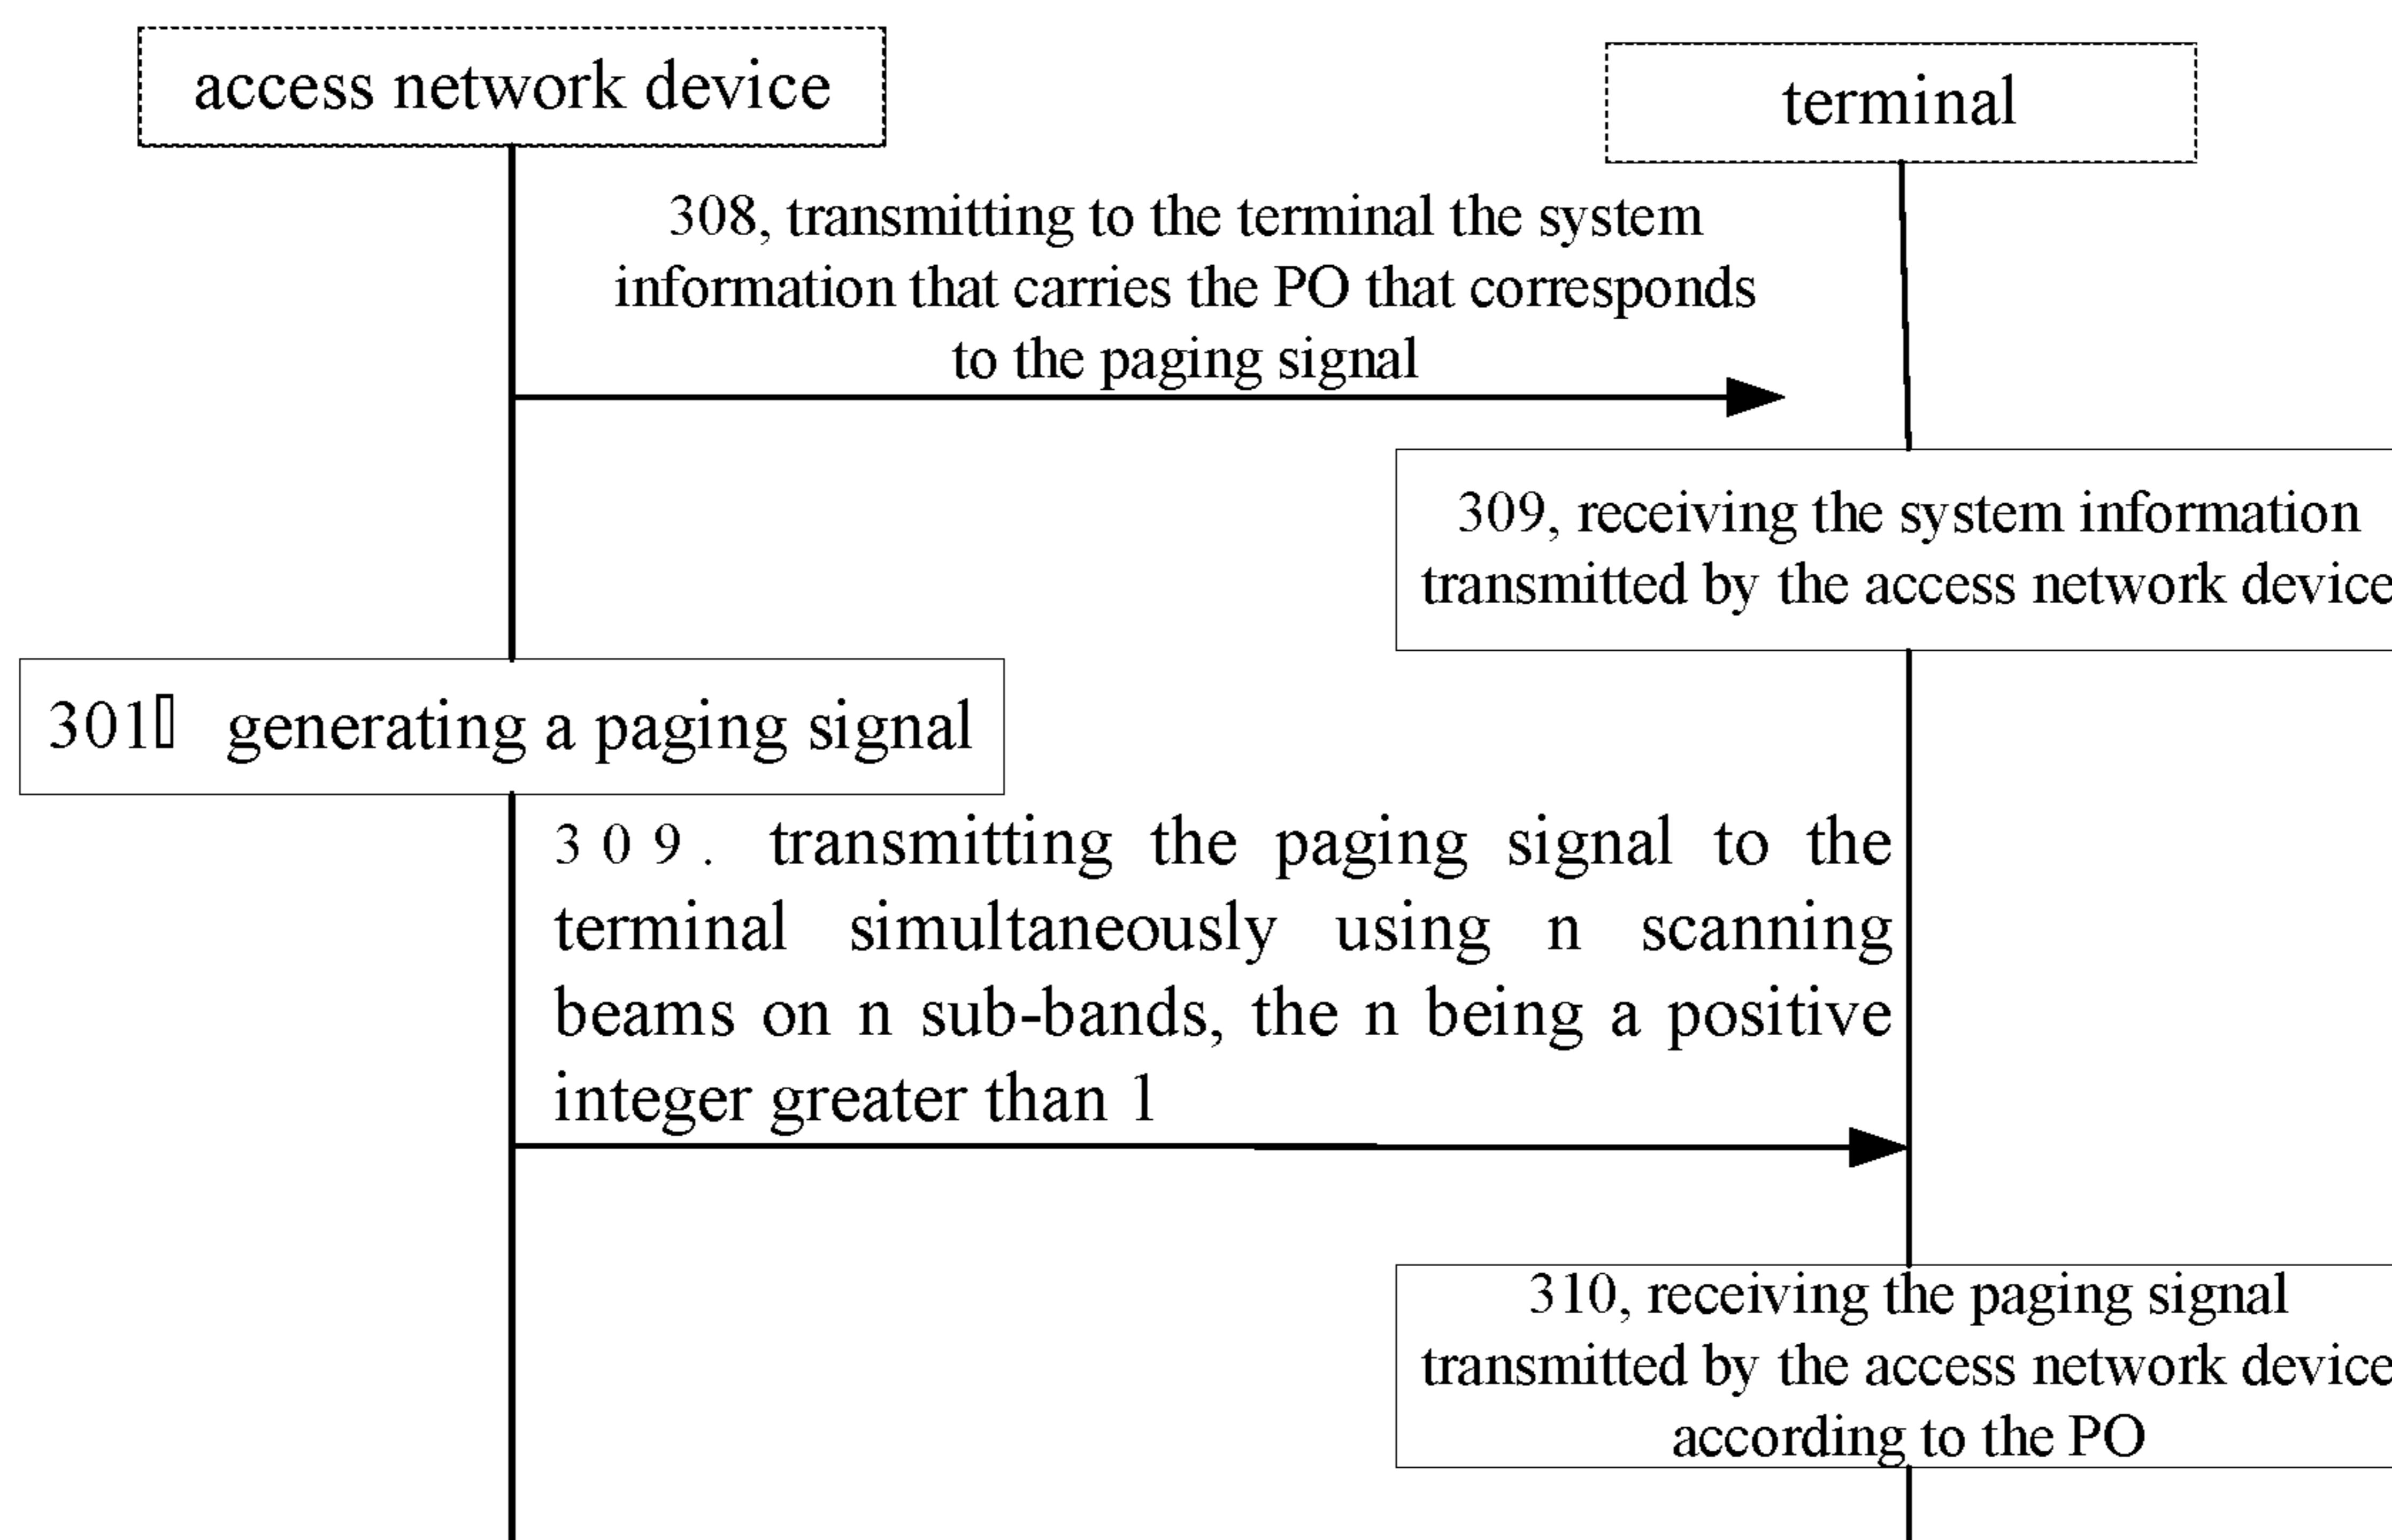 access network device
terminal
308, transmitting to the terminal the system
information that carries the PO that corresponds
to the paging signal
309, receiving the system information
transmitted by the access network device
301▯ generating a paging signal
309. transmitting the paging signal to the
terminal simultaneously using n scanning
beams on n sub-bands, the n being a positive
integer greater than 1
310, receiving the paging signal
transmitted by the access network device
according to the PO